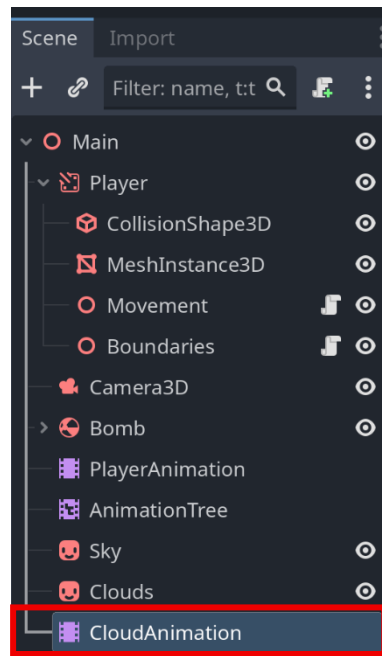 Scene Import
Filter: name, t:t
Main
Player
CollisionShape3D
MeshInstance3D
Movement
Boundaries
Camera3D
Bomb
PlayerAnimation
AnimationTree
Sky
Clouds
CloudAnimation